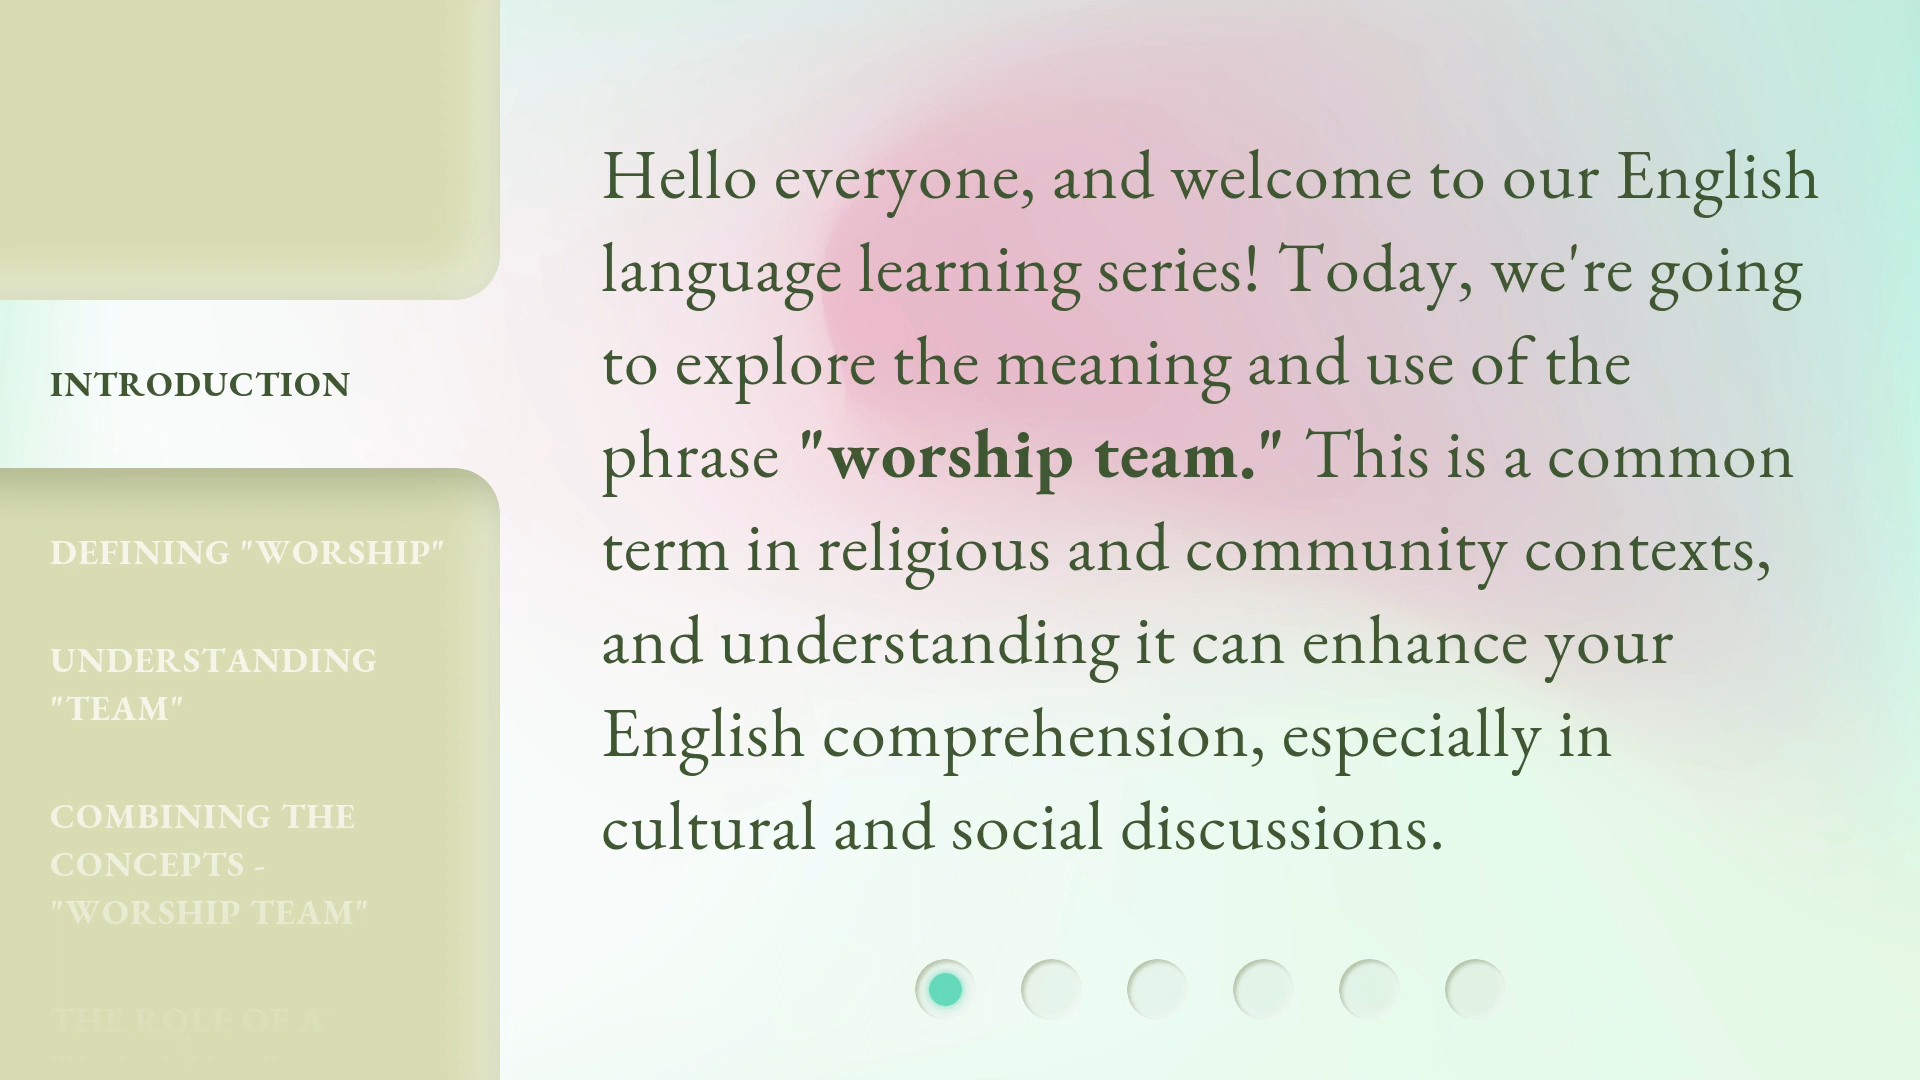 INTRODUCTION
DEFINING "WORSHIP"
UNDERSTANDING
"TEAM"
COMBINING THE
CONCEPTS -
"WORSHIP TEAM"
THE ROLE OF A
Hello everyone, and welcome to our English
language learning series! Today, we're going
to explore the meaning and use of the
phrase "worship team." This is a common
term in religious and community contexts,
and understanding it can enhance your
English comprehension, especially in
cultural and social discussions.